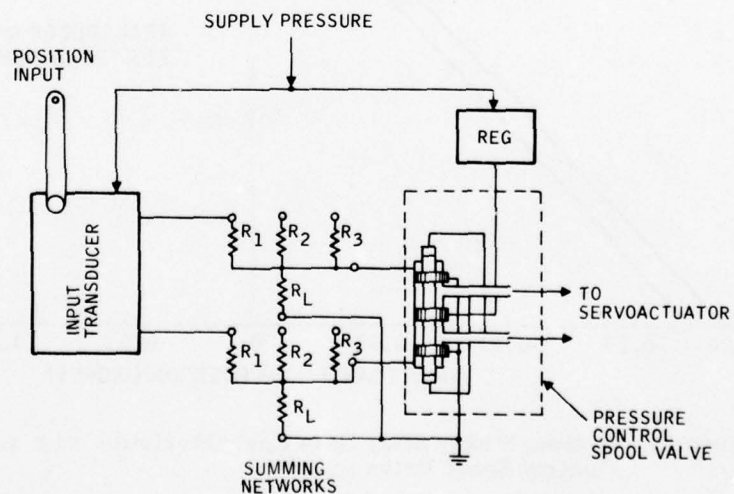 SUPPLY PRESSURE
POSITION
INPUT
REG
INPUT
TRANSDUCER
R1
R2
R3
RL
R1
R2
R3
RL
TO
SERVOACTUATOR
PRESSURE
CONTROL
SPOOL VALVE
SUMMING
NETWORKS